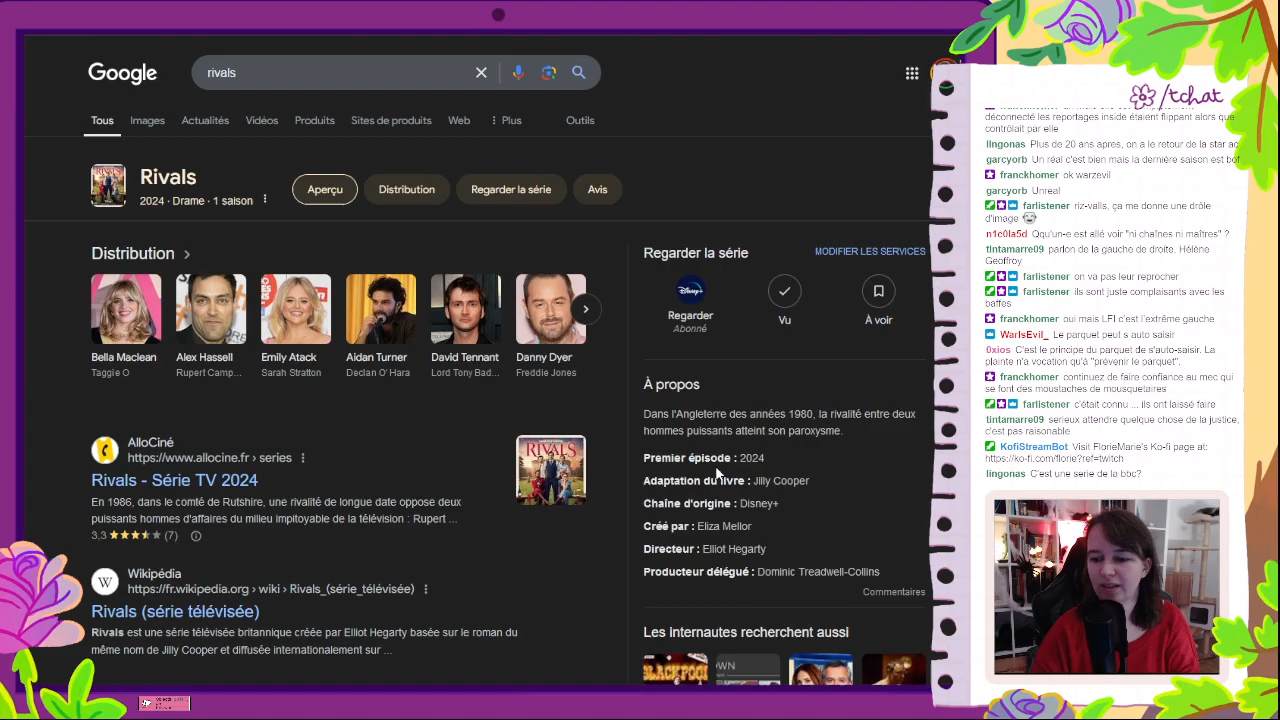 Google
rivals
Tous
Images
Actualités
Vidéos
Produits
Sites de produits
Web
Plus
Outils
Rivals
2024 · Drame · 1 saison
Aperçu
Distribution
Regarder la série
Avis
Distribution
Bella Maclean
Taggie O
Alex Hassell
Rupert Camp...
Emily Atack
Sarah Stratton
Aidan Turner
Declan O' Hara
David Tennant
Lord Tony Bad...
Danny Dyer
Freddie Jones
AlloCiné
https://www.allocine.fr › series
Rivals - Série TV 2024
En 1986, dans le comté de Rutshire, une rivalité de longue date oppose deux
puissants hommes d'affaires du milieu impitoyable de la télévision : Rupert ...
3,3
(7)
RIVALS
W
Wikipédia
https://fr.wikipedia.org › wiki › Rivals_(série_télévisée)
Rivals (série télévisée)
Rivals est une série télévisée britannique créée par Elliot Hegarty basée sur le roman du
même nom de Jilly Cooper et diffusée internationalement sur ...
Regarder la série
MODIFIER LES SERVICES
Disney+
Regarder
Abonné
Vu
À voir
À propos
Dans l'Angleterre des années 1980, la rivalité entre deux
hommes puissants atteint son paroxysme.
Premier épisode : 2024
Adaptation du livre : Jilly Cooper
Chaîne d'origine : Disney+
Créé par : Eliza Mellor
Directeur : Elliot Hegarty
Producteur délégué : Dominic Treadwell-Collins
Commentaires
Les internautes recherchent aussi
/tchat
déconnecté les reportages inside étaient flippant alors que
contrôlait par elle
lingonas Plus de 20 ans apres, on a le retour de la star ac
garcyorb Un réal c'est bien mais la dernière saison est bof
franckhomer ok warzevil
garcyorb Unreal
farlistener riz-valls, ça me donne une drôle
d'image
n1c0la5d Qqu'un-e est allé voir "ni chaînes ni maîtres" ?
tintamarre09 parlon de la gauche de droite, Hélène
Geoffroy
farlistener on va pas leur reprocher
farlistener ils sont juste complaisants avec les
baffes
franckhomer oui mais LFI c'est l'extrême gauche.
WarIsEvil_ Le parquet peut s auto saisir
0xios C'est le principe du parquet de s'auto-saisir. La
plainte n'a vocation qu'à "prévenir le parquet".
franckhomer continuez de faire confiance au mec qui
se font des moustaches de mousquetaires
farlistener c'était connu ... ils ont laissé faire
tintamarre09 serieux attendre quelque chose de la justice,
c'est pas raisonable
KofiStreamBot Visit FlorieMarie's Ko-fi page at:
https://ko-fi.com/florie?ref=twitch
lingonas C'est une serie de la bbc?